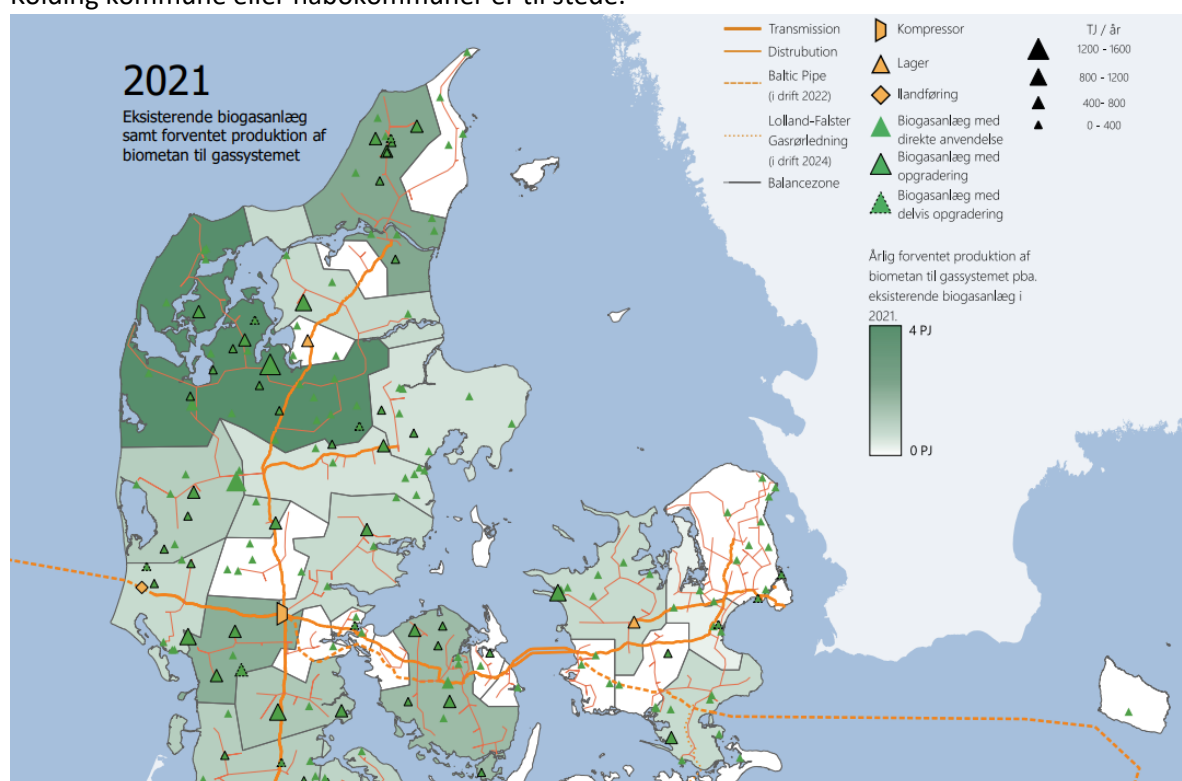 Kolding kommune eller nabokommuner er til stede.
2021
Eksisterende biogasanlæg
samt forventet produktion af
biometan til gassystemet
Transmission
Distrubution
Baltic Pipe
(i drift 2022)
Lolland-Falster
Gasrørledning
(i drift 2024)
Balancezone
Kompressor
Lager
Ilandføring
Biogasanlæg med
direkte anvendelse
Biogasanlæg med
opgradering
Biogasanlæg med
delvis opgradering
TJ / år
1200 - 1600
800 - 1200
400- 800
0 - 400
Årlig forventet produktion af
biometan til gassystemet pba.
eksisterende biogasanlæg i
2021.
4 PJ
0 PJ